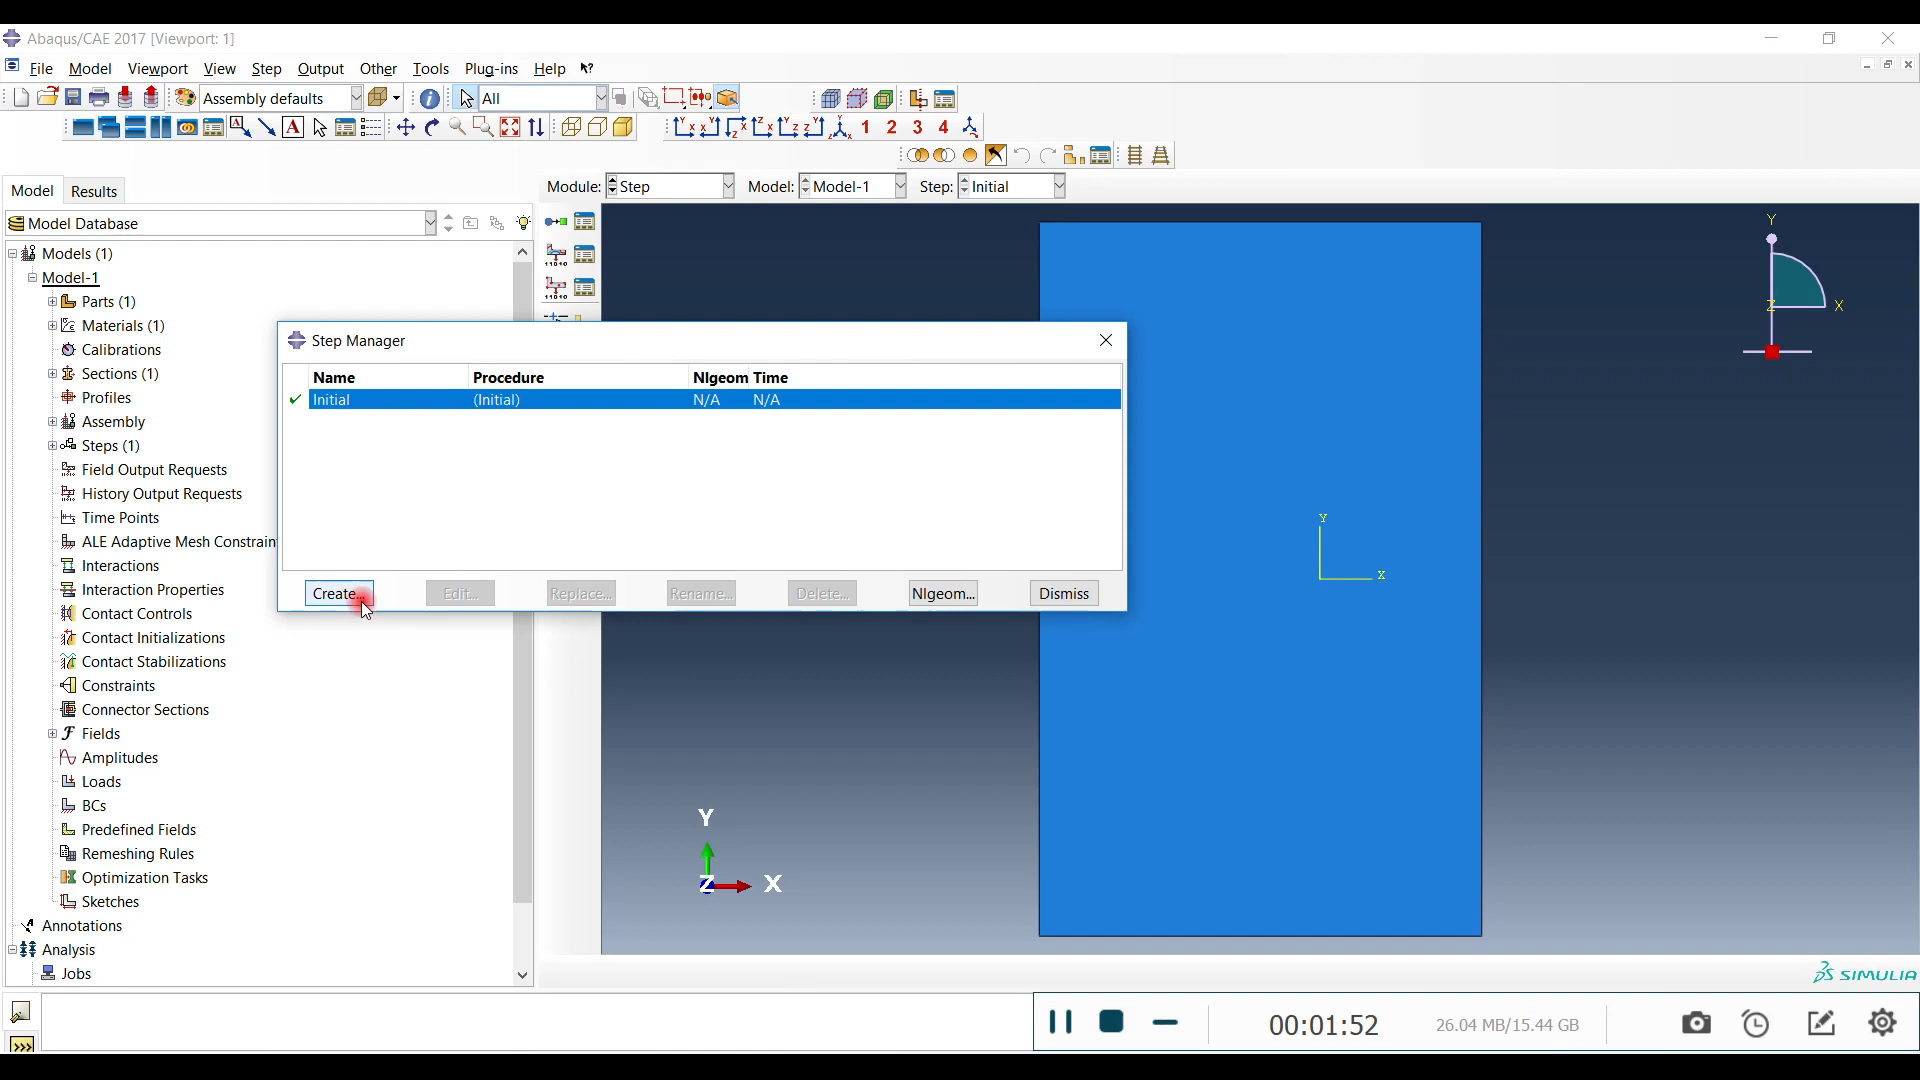 Abaqus/CAE 2017 [Viewport: 1]
File Model Viewport View Step Output Other Tools Plug-ins Help
Assembly defaults All
A A 1 2 3 4
Model Results Module: Step Model: Model-1 Step: Initial
Model Database
Models (1)
Model-1
Parts (1)
Materials (1)
Calibrations
Sections (1)
Profiles
Assembly
Steps (1)
Field Output Requests
History Output Requests
Time Points
ALE Adaptive Mesh Constrain
Interactions
Interaction Properties
Contact Controls
Contact Initializations
Contact Stabilizations
Constraints
Connector Sections
Fields
Amplitudes
Loads
BCs
Predefined Fields
Remeshing Rules
Optimization Tasks
Sketches
Annotations
Analysis
Jobs
Step Manager
Name Procedure Nlgeom Time
Initial (Initial) N/A N/A
Create... Edit... Replace... Rename... Delete... Nlgeom... Dismiss
Y
Z X
Y
X
Y
Z X
SIMULIA
>>>
00:01:52 26.04 MB/15.44 GB